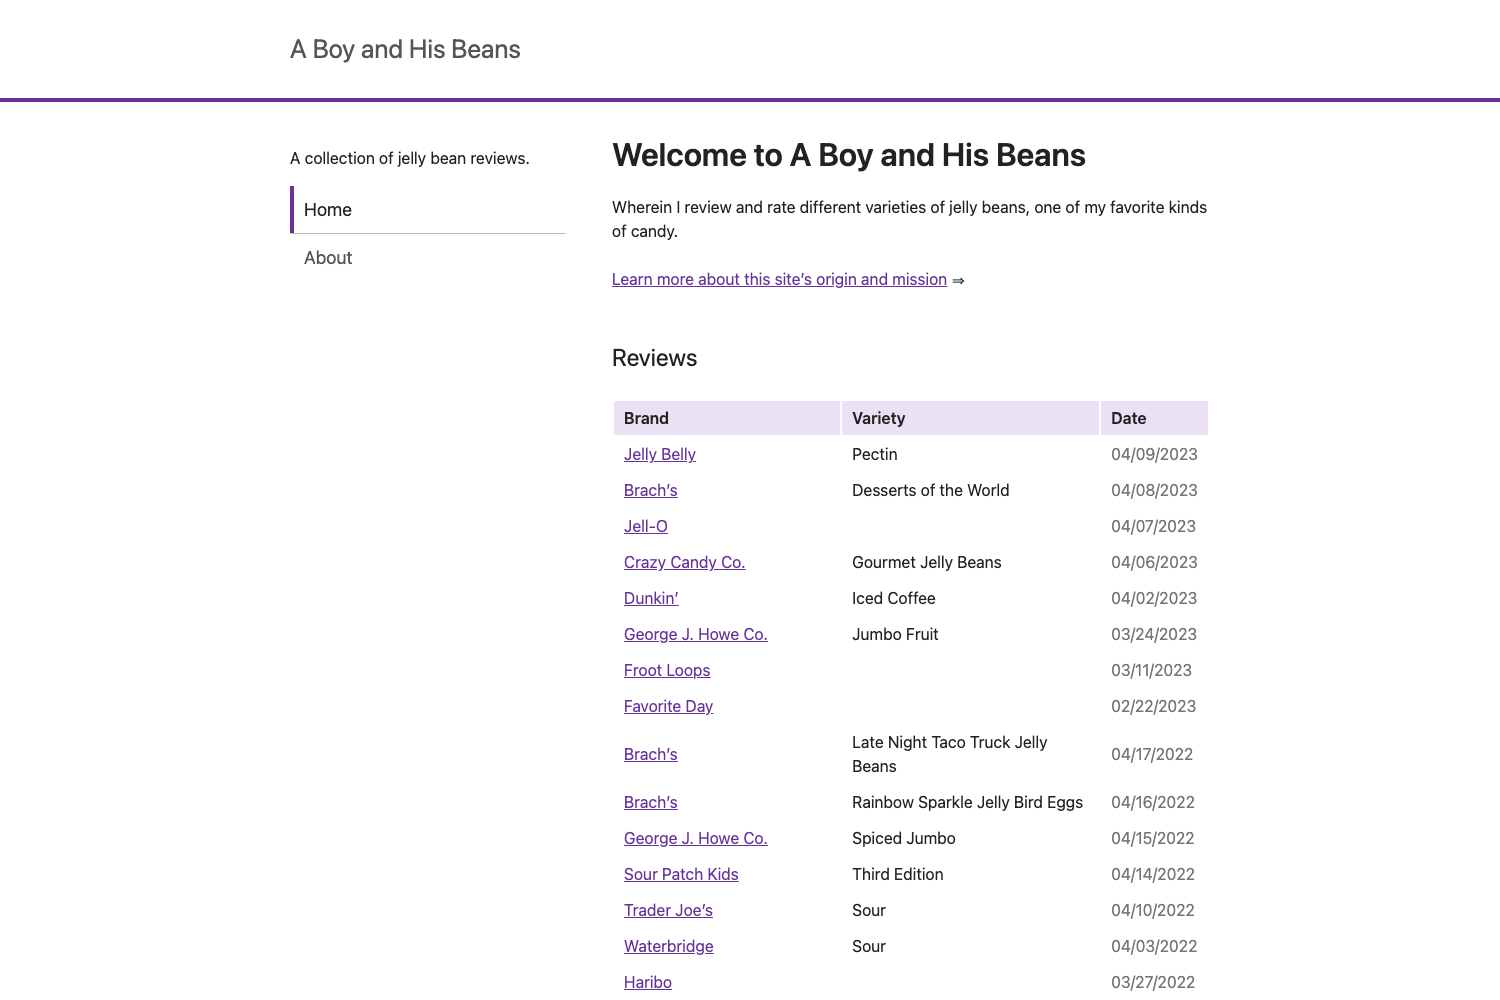 A Boy and His Beans
A collection of jelly bean reviews.
Home
About
Welcome to A Boy and His Beans
Wherein I review and rate different varieties of jelly beans, one of my favorite kinds
of candy.
Learn more about this site’s origin and mission ⇒
Reviews
Brand Variety Date
Jelly Belly Pectin 04/09/2023
Brach’s Desserts of the World 04/08/2023
Jell-O 04/07/2023
Crazy Candy Co. Gourmet Jelly Beans 04/06/2023
Dunkin’ Iced Coffee 04/02/2023
George J. Howe Co. Jumbo Fruit 03/24/2023
Froot Loops 03/11/2023
Favorite Day 02/22/2023
Brach’s Late Night Taco Truck Jelly
Beans 04/17/2022
Brach’s Rainbow Sparkle Jelly Bird Eggs 04/16/2022
George J. Howe Co. Spiced Jumbo 04/15/2022
Sour Patch Kids Third Edition 04/14/2022
Trader Joe’s Sour 04/10/2022
Waterbridge Sour 04/03/2022
Haribo 03/27/2022